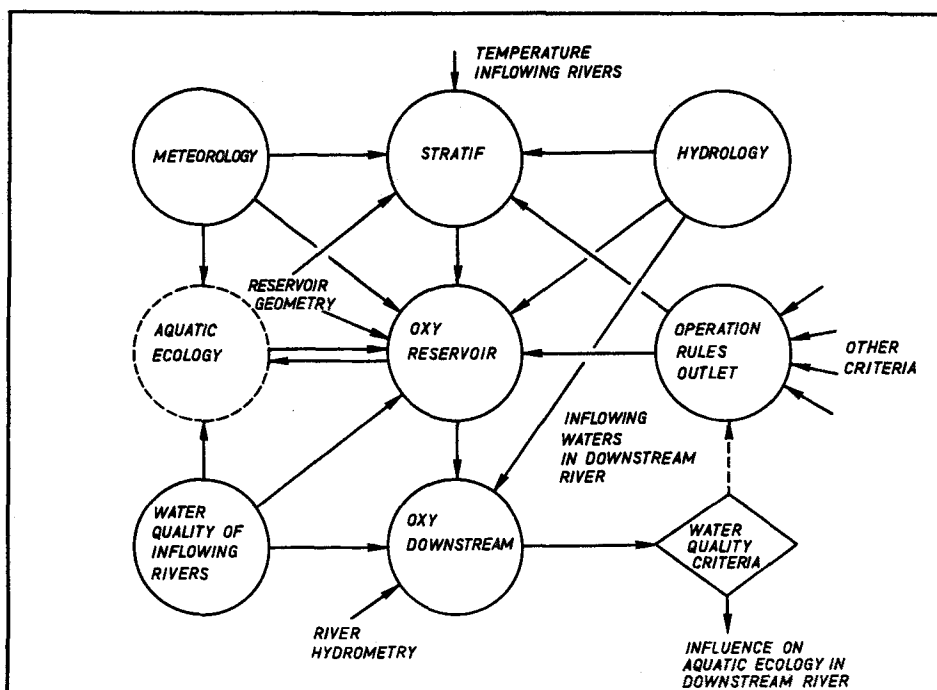 TEMPERATURE
INFLOWING RIVERS
METEOROLOGY
STRATIF
HYDROLOGY
RESERVOIR
GEOMETRY
AQUATIC
ECOLOGY
OXY
RESERVOIR
OPERATION
RULES
OUTLET
OTHER
CRITERIA
INFLOWING
WATERS
IN DOWNSTREAM
RIVER
WATER
QUALITY OF
INFLOWING
RIVERS
OXY
DOWNSTREAM
WATER
QUALITY
CRITERIA
RIVER
HYDROMETRY
INFLUENCE ON
AQUATIC ECOLOGY IN
DOWNSTREAM RIVER